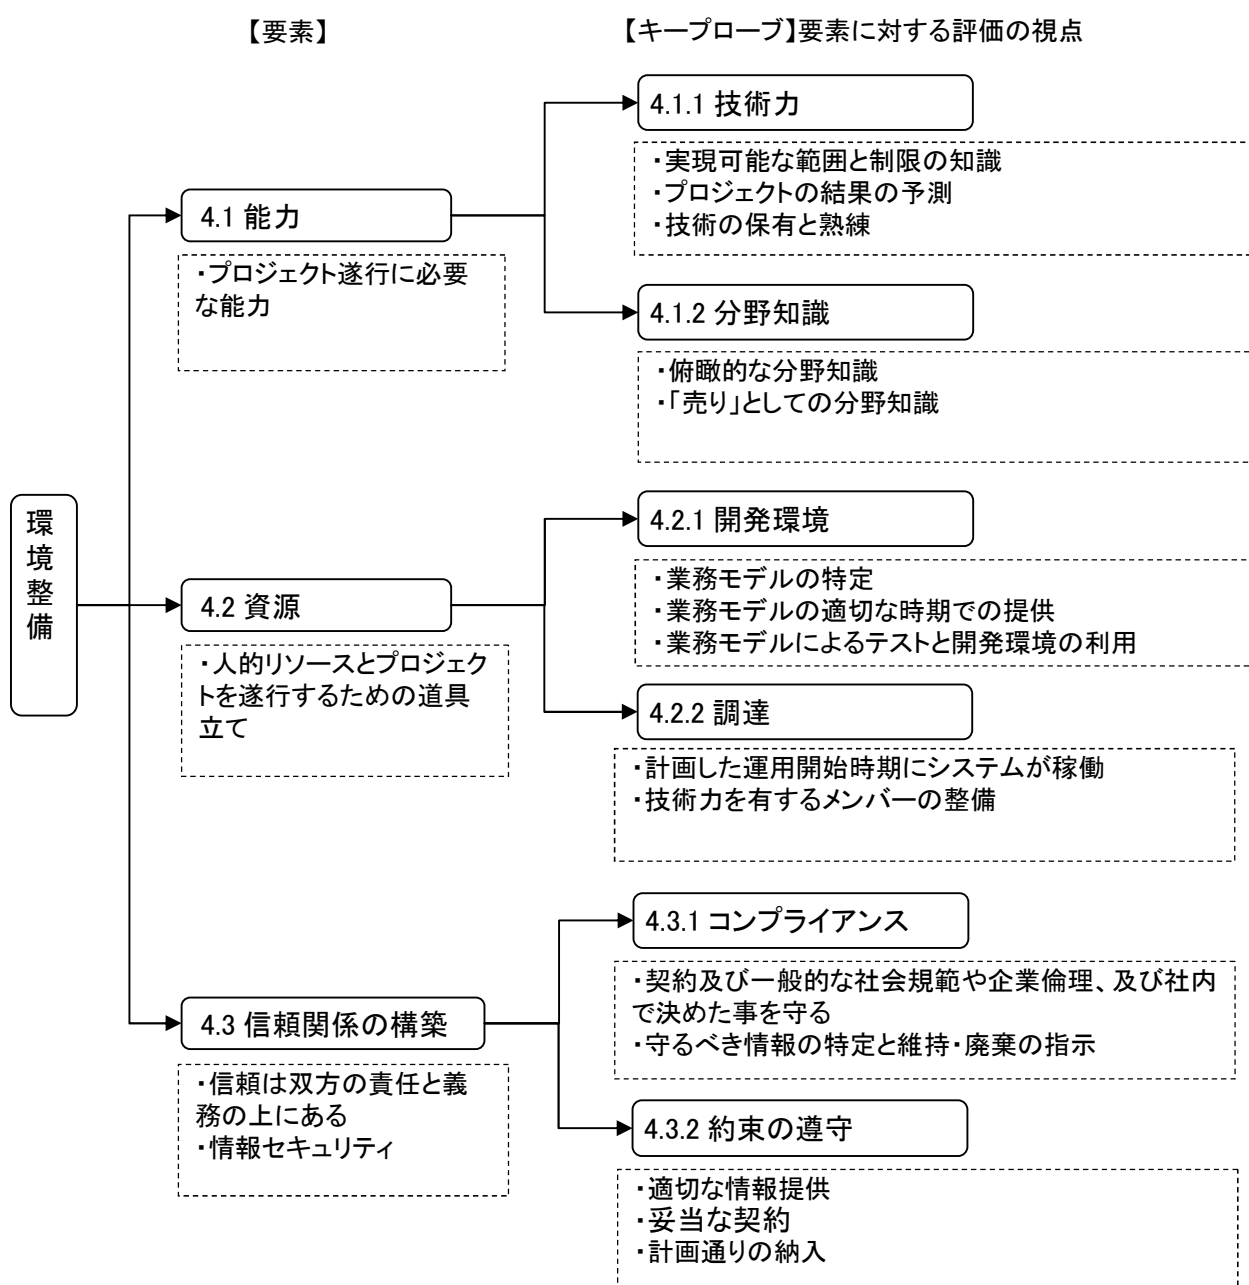 【要素】
【キープローブ】要素に対する評価の視点
環
境
整
備
4.1 能力
・プロジェクト遂行に必要
な能力
4.1.1 技術力
・実現可能な範囲と制限の知識
・プロジェクトの結果の予測
・技術の保有と熟練
4.1.2 分野知識
・俯瞰的な分野知識
・「売り」としての分野知識
4.2 資源
・人的リソースとプロジェク
トを遂行するための道具
立て
4.2.1 開発環境
・業務モデルの特定
・業務モデルの適切な時期での提供
・業務モデルによるテストと開発環境の利用
4.2.2 調達
・計画した運用開始時期にシステムが稼働
・技術力を有するメンバーの整備
4.3 信頼関係の構築
・信頼は双方の責任と義
務の上にある
・情報セキュリティ
4.3.1 コンプライアンス
・契約及び一般的な社会規範や企業倫理、及び社内
で決めた事を守る
・守るべき情報の特定と維持・廃棄の指示
4.3.2 約束の遵守
・適切な情報提供
・妥当な契約
・計画通りの納入